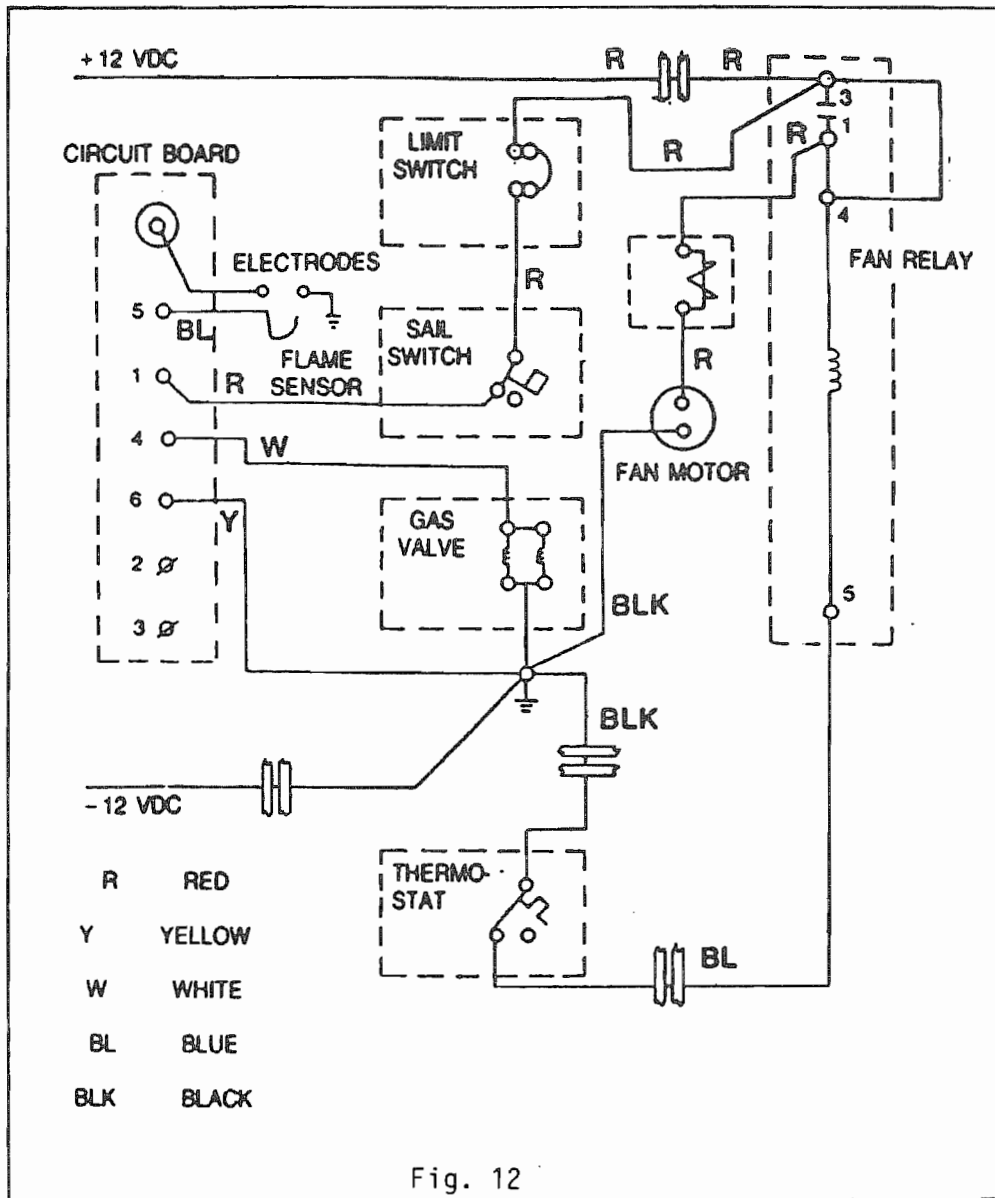 +12 VDC
R R
3
1
R
R
4
FAN RELAY
LIMIT
SWITCH
CIRCUIT BOARD
ELECTRODES
5
BL
FLAME
SENSOR
1
R
R
SAIL
SWITCH
R
FAN MOTOR
4
W
6
Y
GAS
VALVE
2
3
BLK
5
BLK
-12 VDC
THERMO-
STAT
BL
R RED
Y YELLOW
W WHITE
BL BLUE
BLK BLACK
Fig. 12